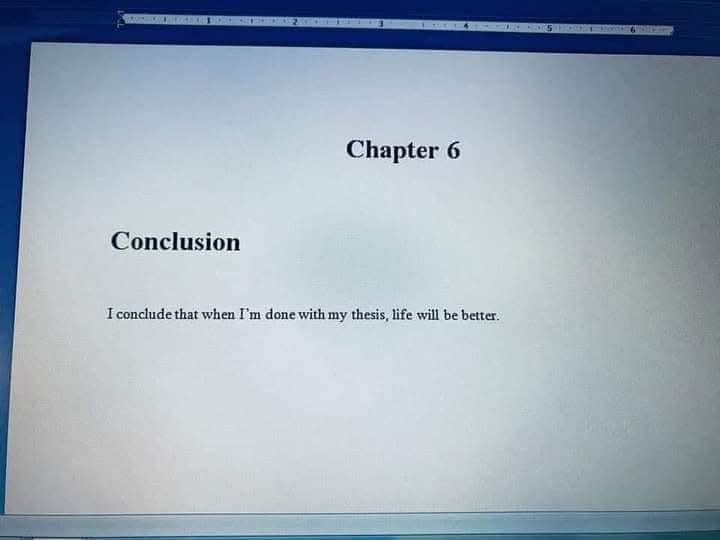 1 2 3 4 5 6
Chapter 6
Conclusion
I conclude that when I'm done with my thesis, life will be better.